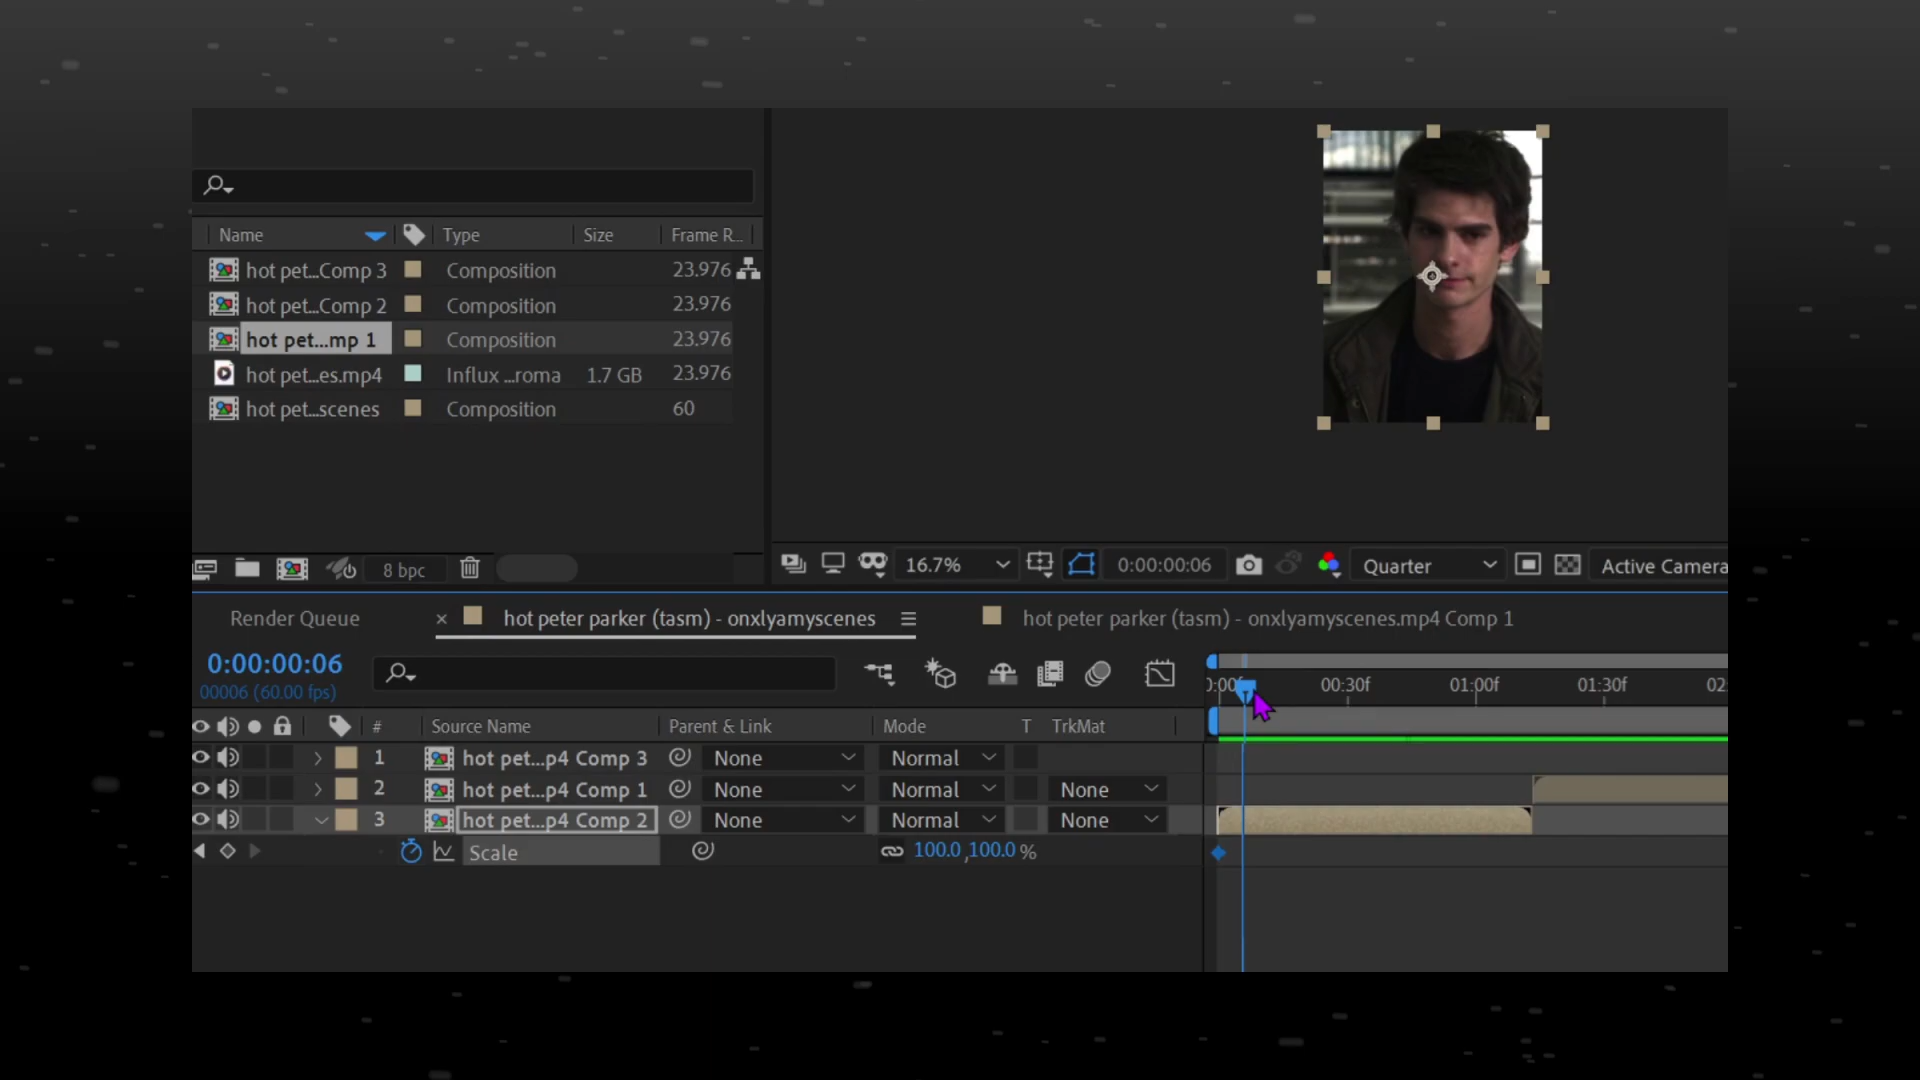 Name Type Size Frame R...
hot pet...Comp 3 Composition 23.976
hot pet...Comp 2 Composition 23.976
hot pet...mp 1 Composition 23.976
hot pet...es.mp4 Influx ...roma 1.7 GB 23.976
hot pet...scenes Composition 60
8 bpc
16.7% 0:00:00:06 Quarter Active Camera
Render Queue × hot peter parker (tasm) - onxlyamyscenes hot peter parker (tasm) - onxlyamyscenes.mp4 Comp 1
0:00:00:06
00006 (60.00 fps)
0:00f 00:30f 01:00f 01:30f 02
# Source Name Parent & Link Mode T TrkMat
1 hot pet...p4 Comp 3 None Normal
2 hot pet...p4 Comp 1 None Normal None
3 hot pet...p4 Comp 2 None Normal None
Scale 100.0,100.0%